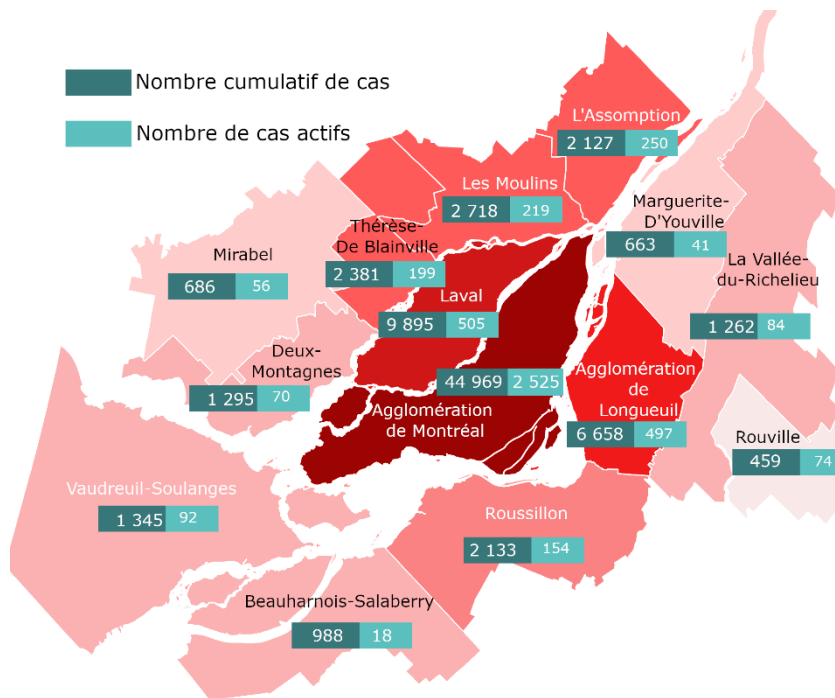 Nombre cumulatif de cas
Nombre de cas actifs
L'Assomption
2 127 250
Les Moulins
2 718 219
Marguerite-
D'Youville
663 41
Thérèse-
De Blainville
2 381 199
La Vallée-
du-Richelieu
1 262 84
Mirabel
686 56
Laval
9 895 505
Deux-
Montagnes
1 295 70
44 969 2 525
Agglomération
de Montréal
Agglomération
de
Longueuil
6 658 497
Rouville
459 74
Vaudreuil-Soulanges
1 345 92
Roussillon
2 133 154
Beauharnois-Salaberry
988 18